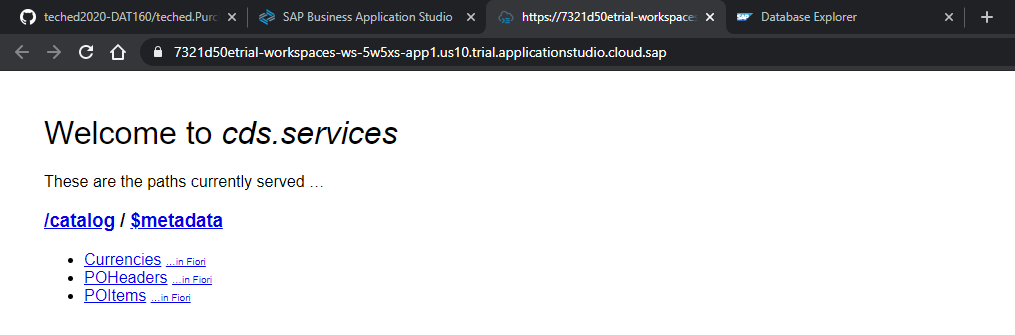 teched2020-DAT160/teched.Purc
SAP Business Application Studio
https://7321d50etrial-workspaces
Database Explorer
7321d50etrial-workspaces-ws-5w5xs-app1.us10.trial.applicationstudio.cloud.sap
Welcome to cds.services
These are the paths currently served …
/catalog / $metadata
Currencies ...in Fiori
POHeaders ...in Fiori
POItems ...in Fiori